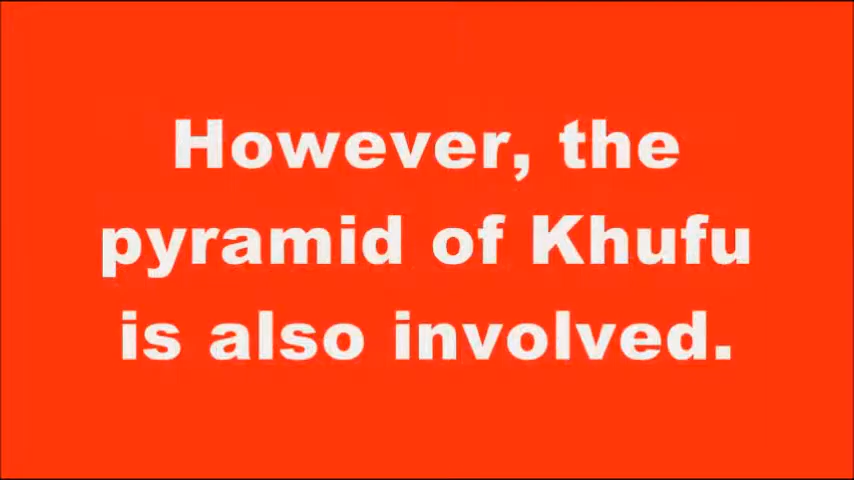 However, the
pyramid of Khufu
is also involved.